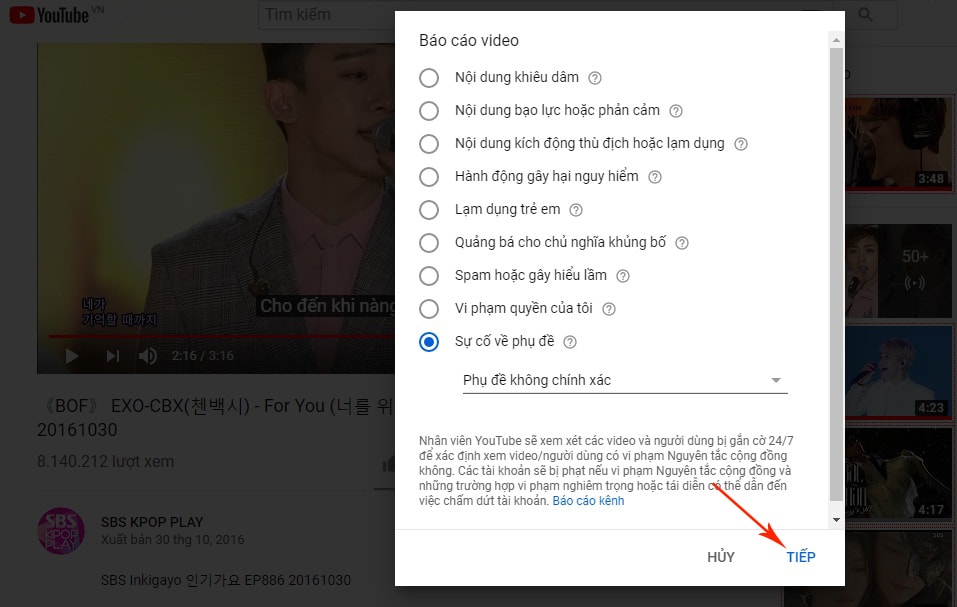 YouTube VN
Tìm kiếm
Báo cáo video
Nội dung khiêu dâm
Nội dung bạo lực hoặc phản cảm
Nội dung kích động thù địch hoặc lạm dụng
Hành động gây hại nguy hiểm
Lạm dụng trẻ em
Quảng bá cho chủ nghĩa khủng bố
Spam hoặc gây hiểu lầm
Vi phạm quyền của tôi
Sự cố về phụ đề
Phụ đề không chính xác
Nhân viên YouTube sẽ xem xét các video và người dùng bị gắn cờ 24/7
để xác định xem video/người dùng có vi phạm Nguyên tắc cộng đồng
không. Các tài khoản sẽ bị phạt nếu vi phạm Nguyên tắc cộng đồng và
những trường hợp vi phạm nghiêm trọng hoặc tái diễn có thể dẫn đến
việc chấm dứt tài khoản. Báo cáo kênh
HỦY
TIẾP
네가
기억할 때까지
Cho đến khi nàng
2:16 / 3:16
《BOF》 EXO-CBX(첸백시) - For You (너를 위
20161030
8.140.212 lượt xem
SBS KPOP PLAY
SBS KPOP PLAY
Xuất bản 30 thg 10, 2016
SBS Inkigayo 인기가요 EP886 20161030
3:48
50+
4:23
4:17